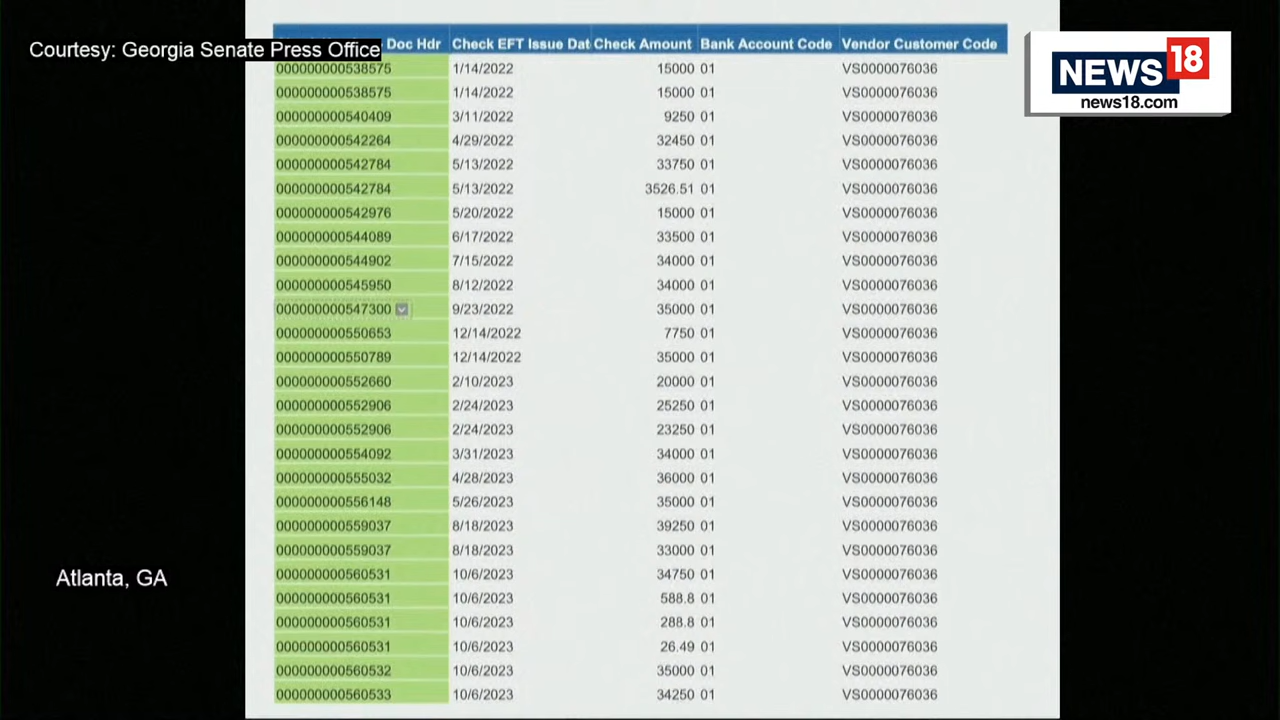 Courtesy: Georgia Senate Press Office
Doc Hdr Check EFT Issue Dat Check Amount Bank Account Code Vendor Customer Code
000000000538575 1/14/2022 15000 01 VS0000076036
000000000538575 1/14/2022 15000 01 VS0000076036
000000000540409 3/11/2022 9250 01 VS0000076036
000000000542264 4/29/2022 32450 01 VS0000076036
000000000542784 5/13/2022 33750 01 VS0000076036
000000000542784 5/13/2022 3526.51 01 VS0000076036
000000000542976 5/20/2022 15000 01 VS0000076036
000000000544089 6/17/2022 33500 01 VS0000076036
000000000544902 7/15/2022 34000 01 VS0000076036
000000000545950 8/12/2022 34000 01 VS0000076036
000000000547300 9/23/2022 35000 01 VS0000076036
000000000550653 12/14/2022 7750 01 VS0000076036
000000000550789 12/14/2022 35000 01 VS0000076036
000000000552660 2/10/2023 20000 01 VS0000076036
000000000552906 2/24/2023 25250 01 VS0000076036
000000000552906 2/24/2023 23250 01 VS0000076036
000000000554092 3/31/2023 34000 01 VS0000076036
000000000555032 4/28/2023 36000 01 VS0000076036
000000000556148 5/26/2023 35000 01 VS0000076036
000000000559037 8/18/2023 39250 01 VS0000076036
000000000559037 8/18/2023 33000 01 VS0000076036
000000000560531 10/6/2023 34750 01 VS0000076036
000000000560531 10/6/2023 588.8 01 VS0000076036
000000000560531 10/6/2023 288.8 01 VS0000076036
000000000560531 10/6/2023 26.49 01 VS0000076036
000000000560532 10/6/2023 35000 01 VS0000076036
000000000560533 10/6/2023 34250 01 VS0000076036
NEWS 18
news18.com
Atlanta, GA